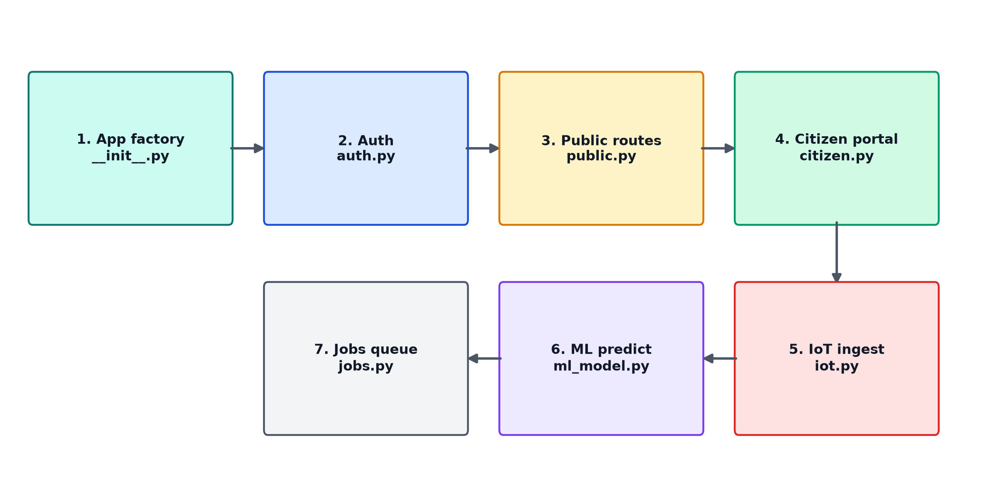 1. App factory
__init__.py
2. Auth
auth.py
3. Public routes
public.py
4. Citizen portal
citizen.py
5. IoT ingest
iot.py
6. ML predict
ml_model.py
7. Jobs queue
jobs.py